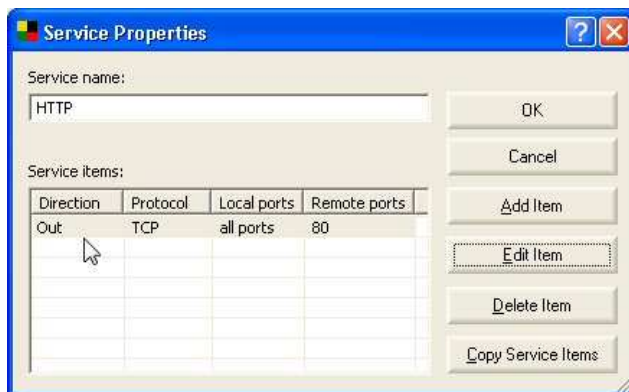 Service Properties
Service name:
HTTP
OK
Cancel
Service items:
Direction Protocol Local ports Remote ports
Out TCP all ports 80
Add Item
Edit Item
Delete Item
Copy Service Items